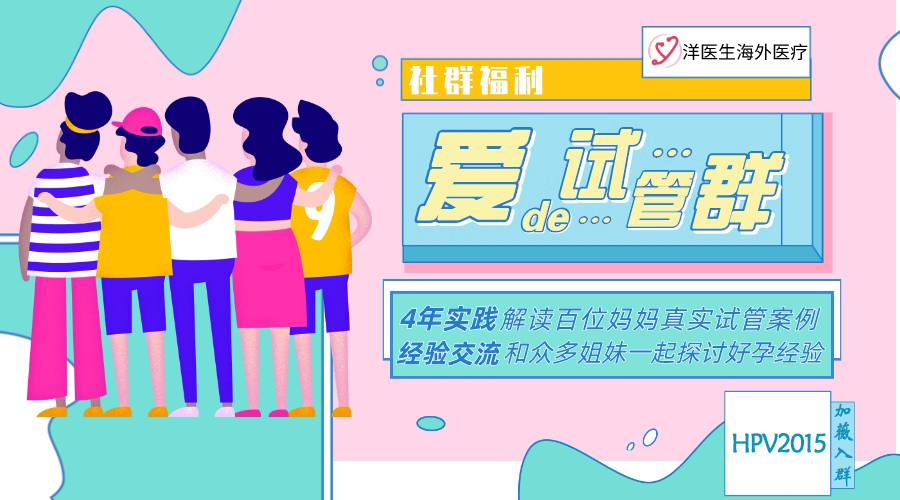 洋医生海外医疗
社群福利
爱de试管群
4年实践 解读百位妈妈真实试管案例
经验交流 和众多姐妹一起探讨好孕经验
HPV2015
加薇入群
9